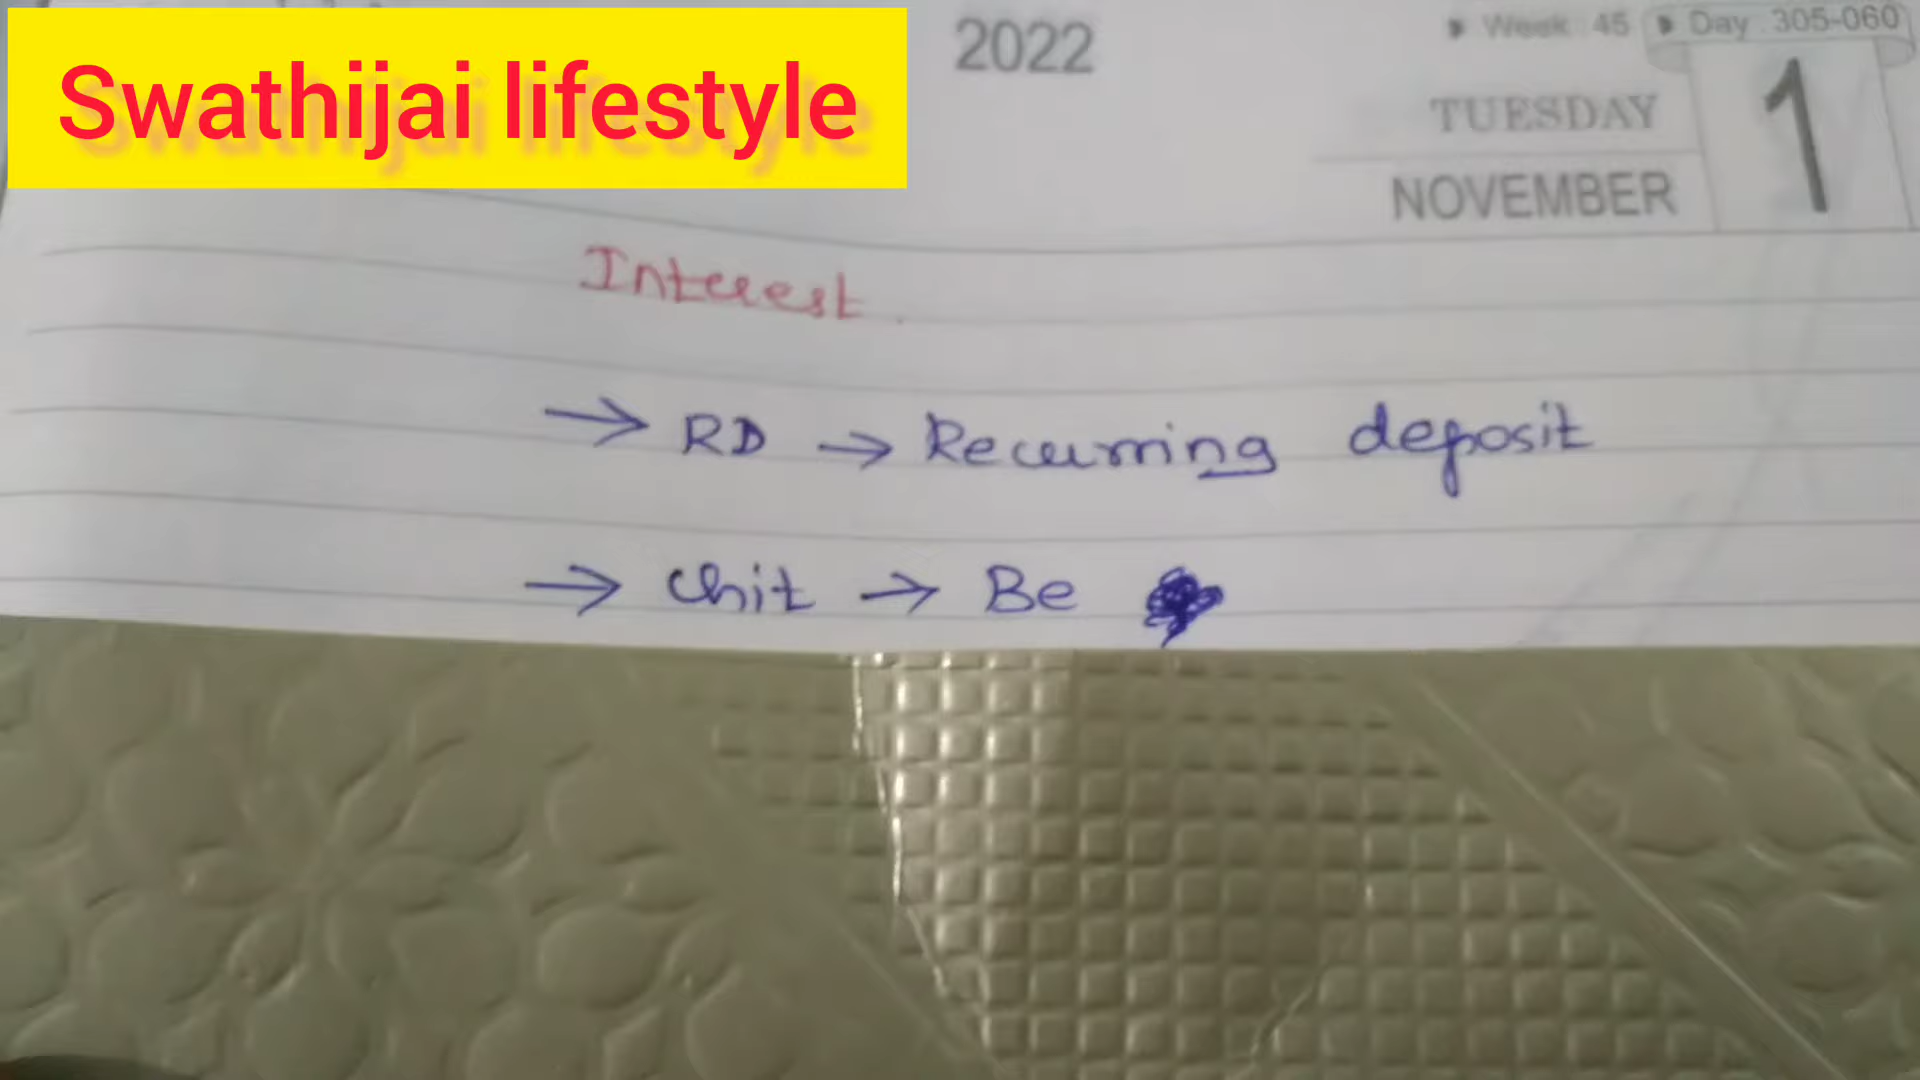 Swathijai lifestyle
2022
Week 45 Day 305-060
TUESDAY
NOVEMBER
1
Interest.
→ RD → Recurring deposit
→ chit → Be